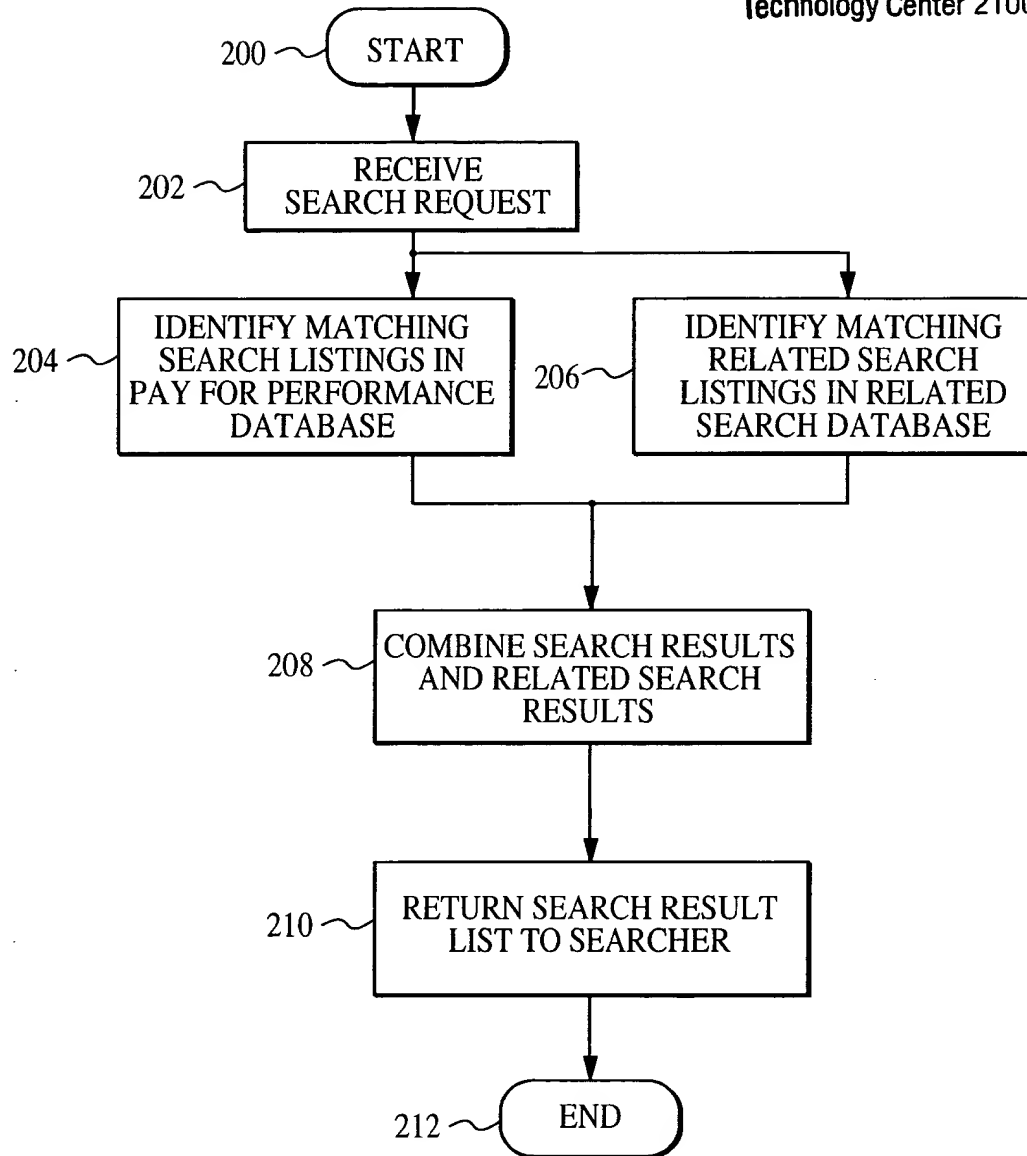 Technology Center 210
200
START
202
RECEIVE
SEARCH REQUEST
204
IDENTIFY MATCHING
SEARCH LISTINGS IN
PAY FOR PERFORMANCE
DATABASE
206
IDENTIFY MATCHING
RELATED SEARCH
LISTINGS IN RELATED
SEARCH DATABASE
208
COMBINE SEARCH RESULTS
AND RELATED SEARCH
RESULTS
210
RETURN SEARCH RESULT
LIST TO SEARCHER
212
END